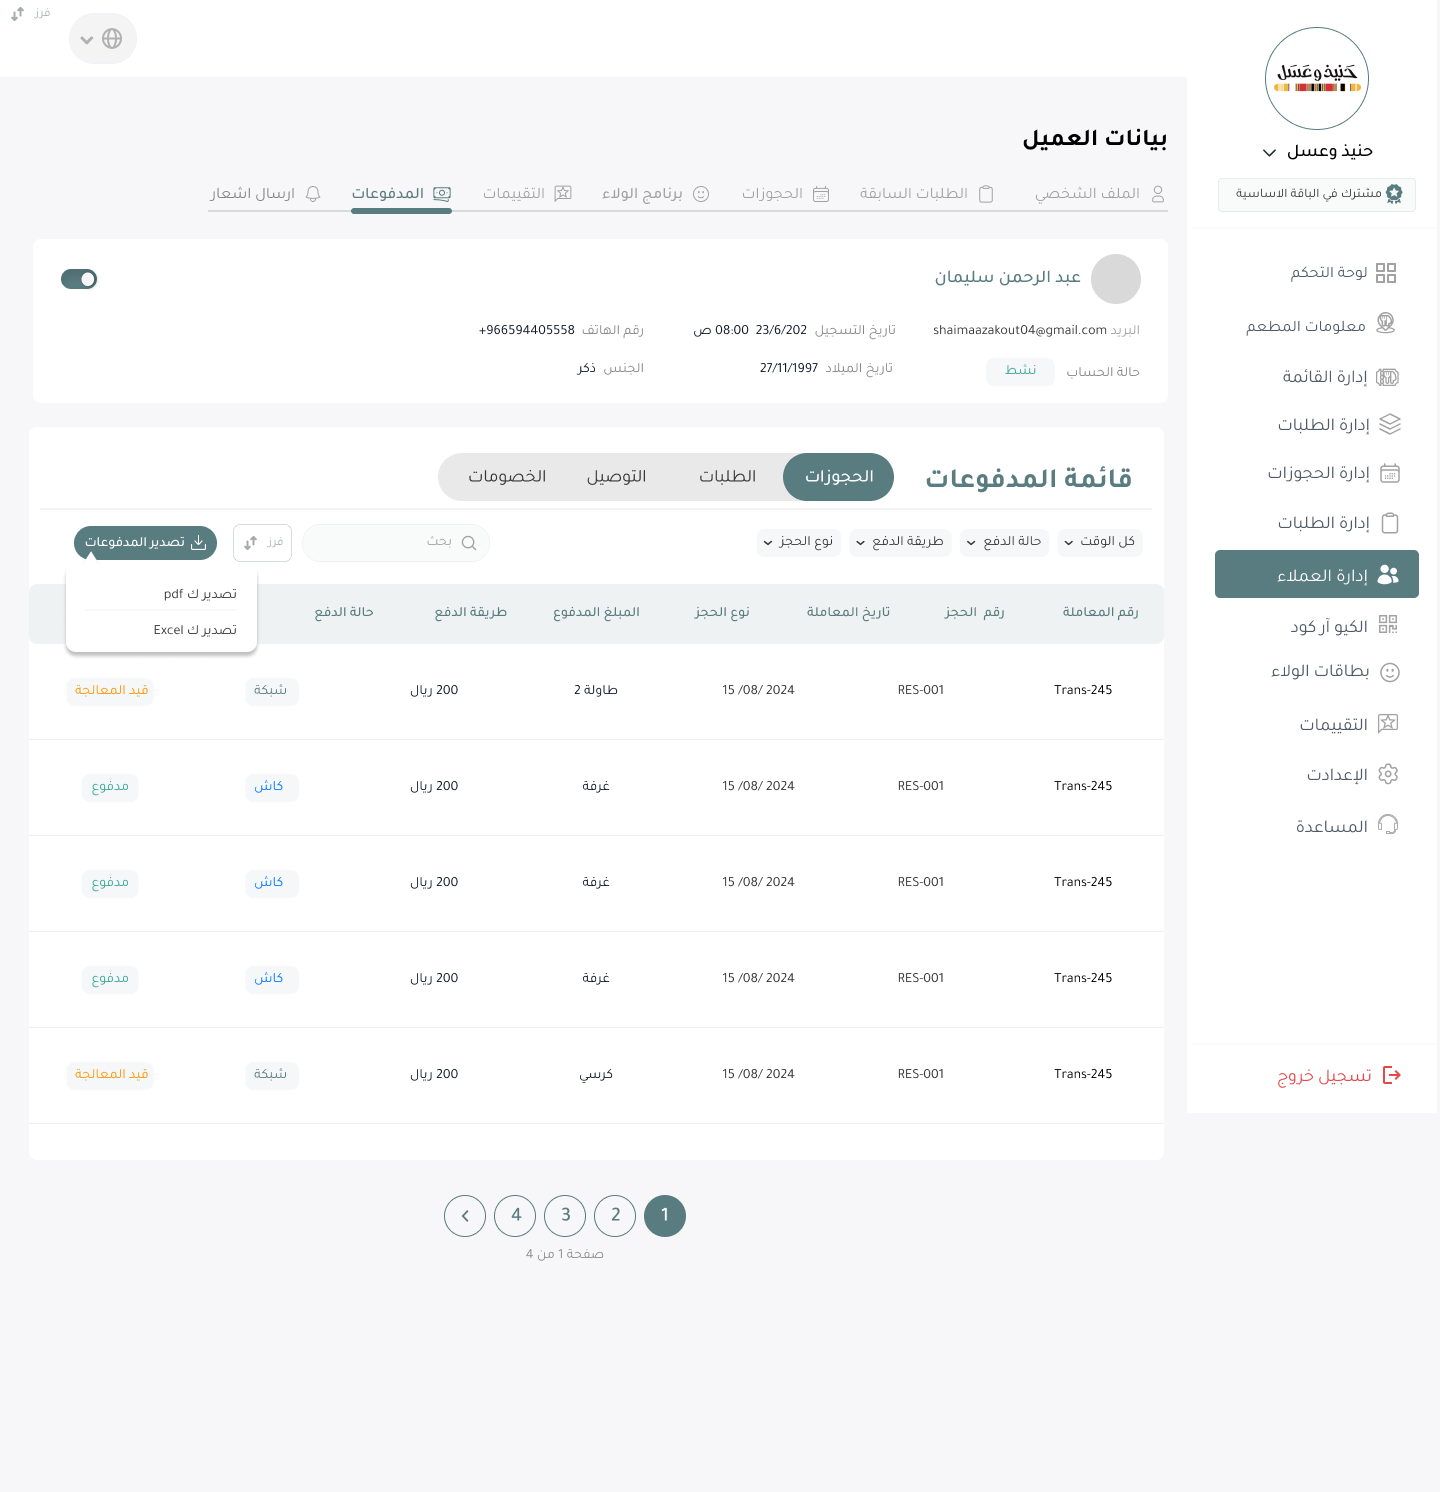 فرز
حَنيذ وعَسَل
حنيذ وعسل
مشترك في الباقة الاساسية
لوحة التحكم
معلومات المطعم
إدارة القائمة
إدارة الطلبات
إدارة الحجوزات
إدارة الطلبات
إدارة العملاء
الكيو آر كود
بطاقات الولاء
التقييمات
الإعدادت
المساعدة
تسجيل خروج
بيانات العميل
الملف الشخصي الطلبات السابقة الحجوزات برنامج الولاء التقييمات المدفوعات ارسال اشعار
عبد الرحمن سليمان
البريد shaimaazakout04@gmail.com تاريخ التسجيل 23/6/202 08:00 ص رقم الهاتف +966594405558
حالة الحساب نشط تاريخ الميلاد 27/11/1997 الجنس ذكر
قائمة المدفوعات الحجوزات الطلبات التوصيل الخصومات
كل الوقت حالة الدفع طريقة الدفع نوع الحجز بحث فرز تصدير المدفوعات
تصدير ك pdf
تصدير ك Excel
رقم المعاملة رقم الحجز تاريخ المعاملة نوع الحجز المبلغ المدفوع طريقة الدفع حالة الدفع
Trans-245 RES-001 15 /08/ 2024 طاولة 2 200 ريال شبكة قيد المعالجة
Trans-245 RES-001 15 /08/ 2024 غرفة 200 ريال كاش مدفوع
Trans-245 RES-001 15 /08/ 2024 غرفة 200 ريال كاش مدفوع
Trans-245 RES-001 15 /08/ 2024 غرفة 200 ريال كاش مدفوع
Trans-245 RES-001 15 /08/ 2024 كرسي 200 ريال شبكة قيد المعالجة
1 2 3 4
صفحة 1 من 4